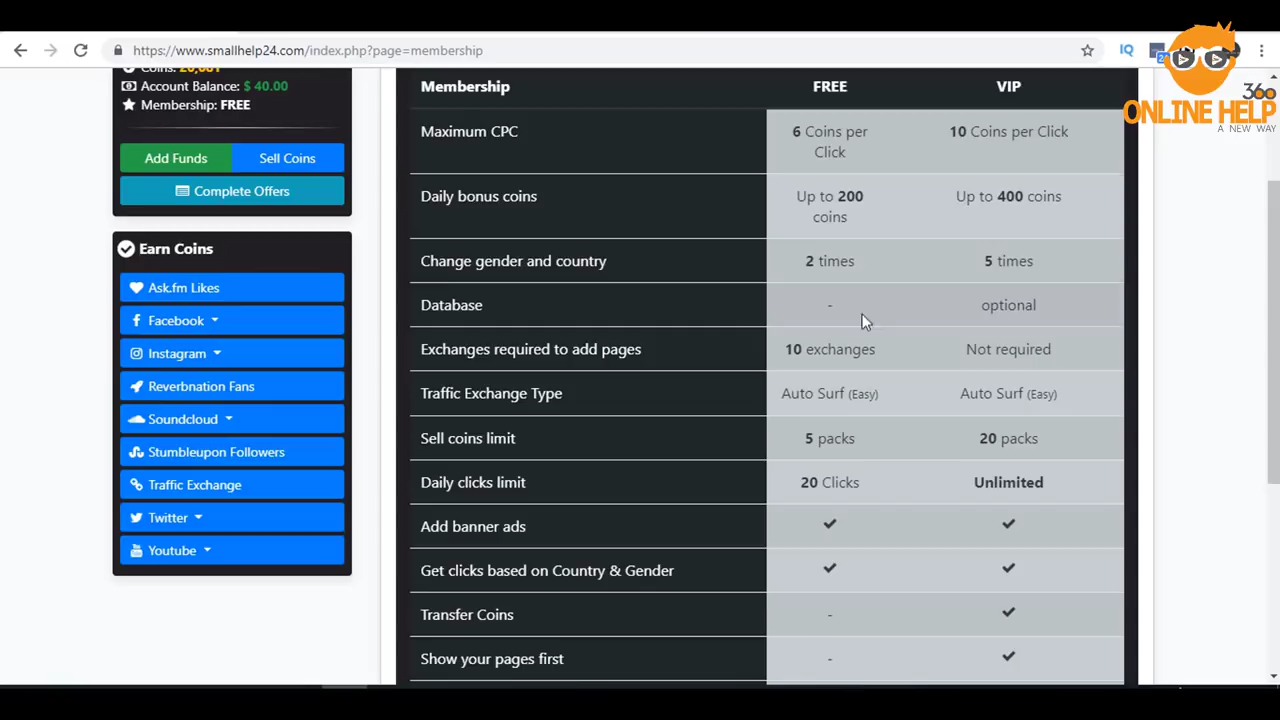 https://www.smallhelp24.com/index.php?page=membership
IQ
360
ONLINE HELP
A NEW WAY
Coins: 20,081
Account Balance: $ 40.00
Membership: FREE
Add Funds
Sell Coins
Complete Offers
Earn Coins
Ask.fm Likes
Facebook
Instagram
Reverbnation Fans
Soundcloud
Stumbleupon Followers
Traffic Exchange
Twitter
Youtube
Membership FREE VIP
Maximum CPC 6 Coins per 10 Coins per Click
Click
Daily bonus coins Up to 200 Up to 400 coins
coins
Change gender and country 2 times 5 times
Database - optional
Exchanges required to add pages 10 exchanges Not required
Traffic Exchange Type Auto Surf (Easy) Auto Surf (Easy)
Sell coins limit 5 packs 20 packs
Daily clicks limit 20 Clicks Unlimited
Add banner ads
Get clicks based on Country & Gender
Transfer Coins -
Show your pages first -